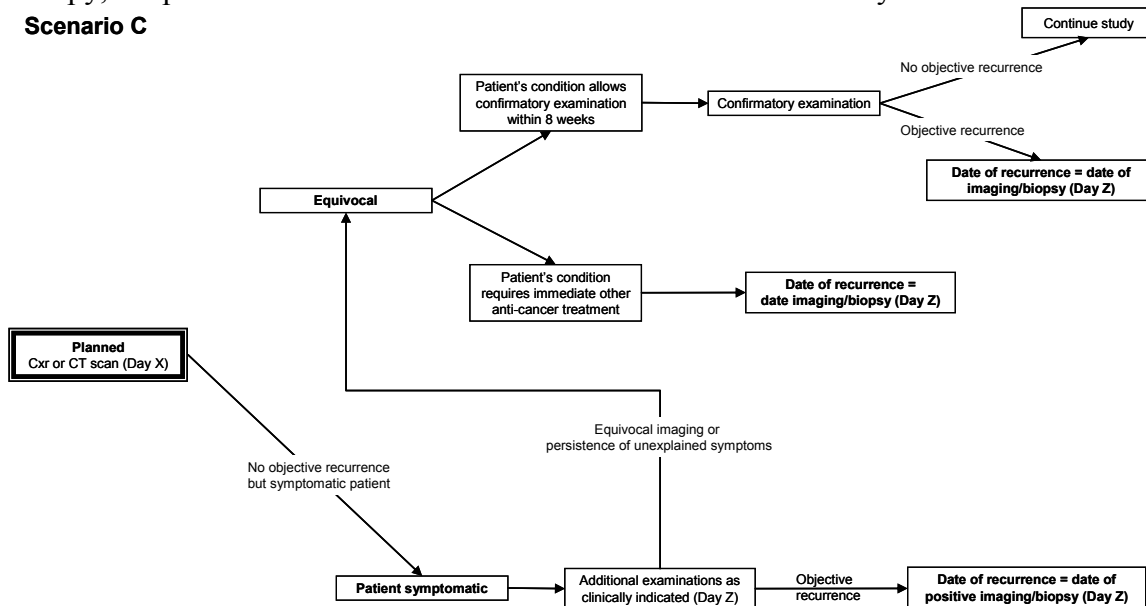 Scenario C
Continue study
No objective recurrence
Patient's condition allows
confirmatory examination
within 8 weeks
Confirmatory examination
Objective recurrence
Date of recurrence = date of
imaging/biopsy (Day Z)
Equivocal
Patient's condition
requires immediate other
anti-cancer treatment
Date of recurrence =
date imaging/biopsy (Day Z)
Planned
Cxr or CT scan (Day X)
Equivocal imaging or
persistence of unexplained symptoms
No objective recurrence
but symptomatic patient
Patient symptomatic
Additional examinations as
clinically indicated (Day Z)
Objective
recurrence
Date of recurrence = date of
positive imaging/biopsy (Day Z)